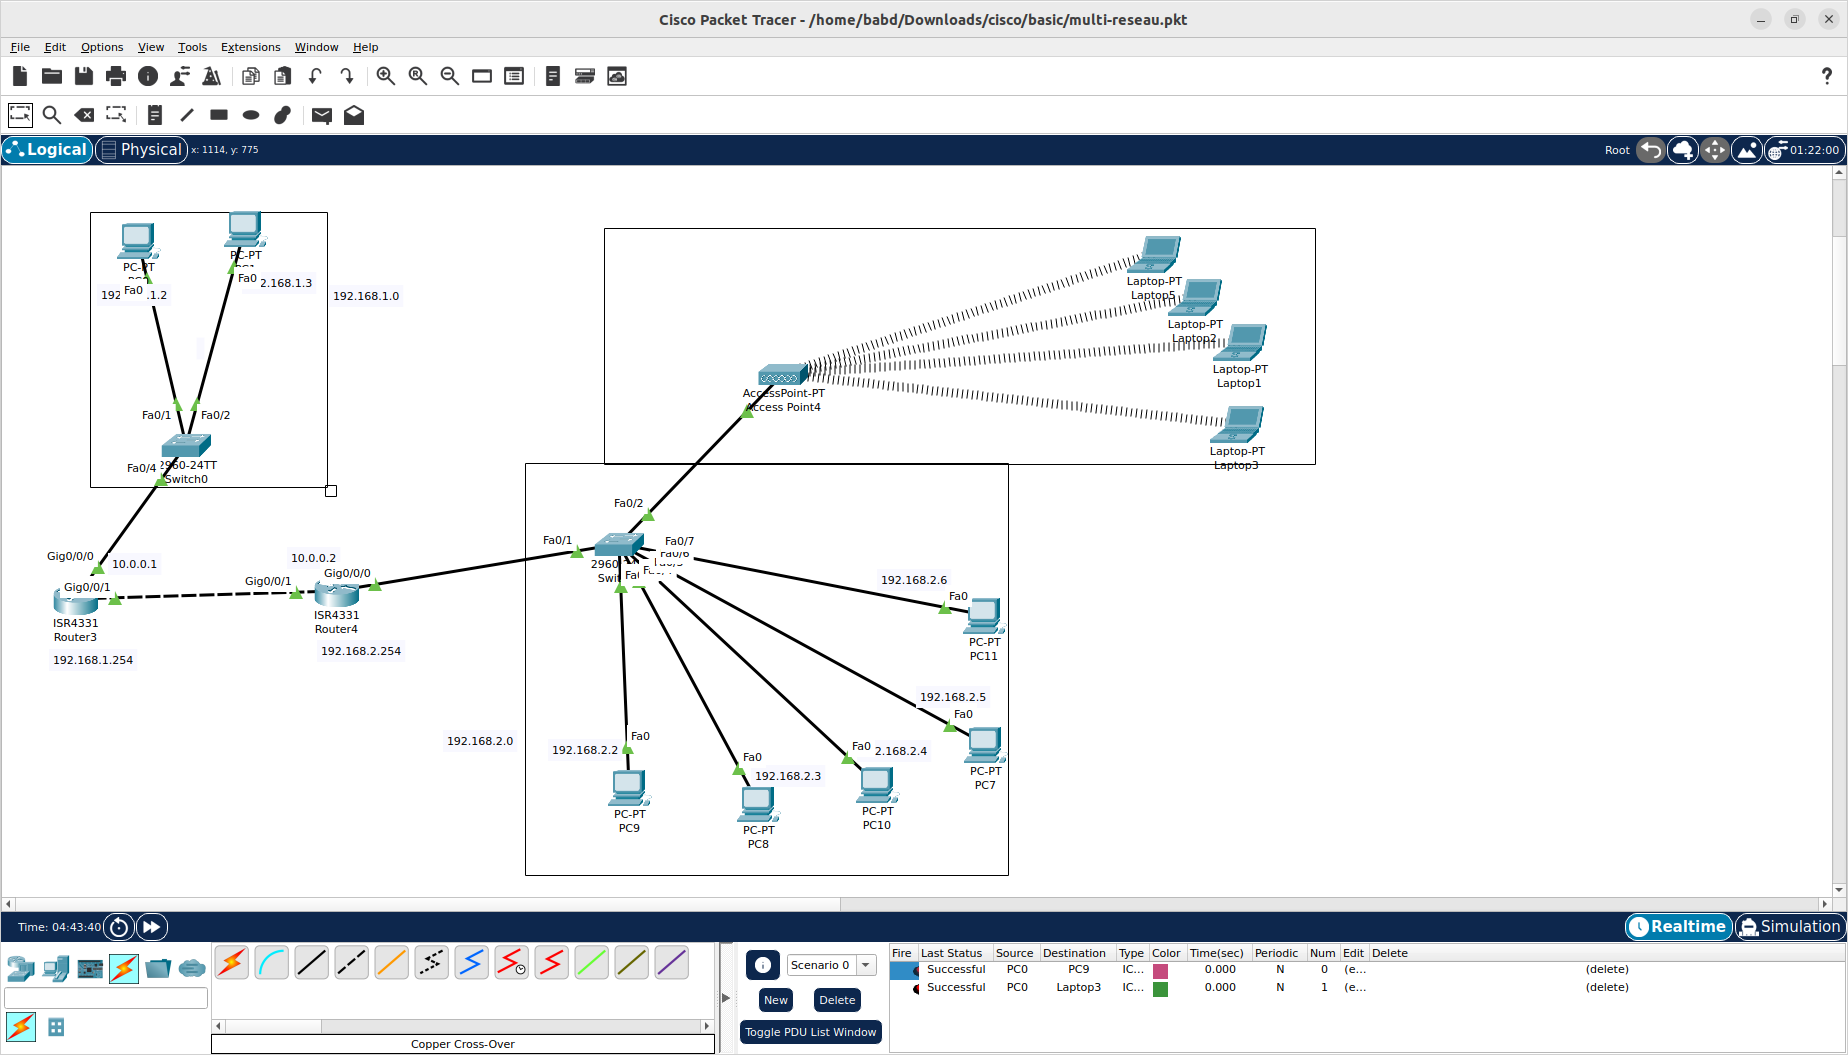 Cisco Packet Tracer - /home/babd/Downloads/cisco/basic/multi-reseau.pkt
File Edit Options View Tools Extensions Window Help
?
Logical Physical x: 1114, y: 775
Root 01:22:00
PC-PT
PC-PT
Fa0
192
.1.2
Fa0
2.168.1.3
192.168.1.0
Fa0/1
Fa0/2
Fa0/4
2960-24TT
Switch0
Gig0/0/0
10.0.0.1
Gig0/0/1
ISR4331
Router3
192.168.1.254
10.0.0.2
Gig0/0/1
Gig0/0/0
ISR4331
Router4
192.168.2.254
Laptop-PT
Laptop5
Laptop-PT
Laptop2
Laptop-PT
Laptop1
Laptop-PT
Laptop3
AccessPoint-PT
Access Point4
Fa0/2
Fa0/1
Fa0/7
Fa0/6
2960
Swit
192.168.2.6
Fa0
PC-PT
PC11
192.168.2.5
Fa0
PC-PT
PC7
192.168.2.0
192.168.2.2
Fa0
PC-PT
PC9
Fa0
192.168.2.3
PC-PT
PC8
Fa0
2.168.2.4
PC-PT
PC10
Time: 04:43:40
Realtime Simulation
Scenario 0
New Delete
Toggle PDU List Window
Copper Cross-Over
Fire Last Status Source Destination Type Color Time(sec) Periodic Num Edit Delete
Successful PC0 PC9 IC... 0.000 N 0 (e... (delete)
Successful PC0 Laptop3 IC... 0.000 N 1 (e... (delete)